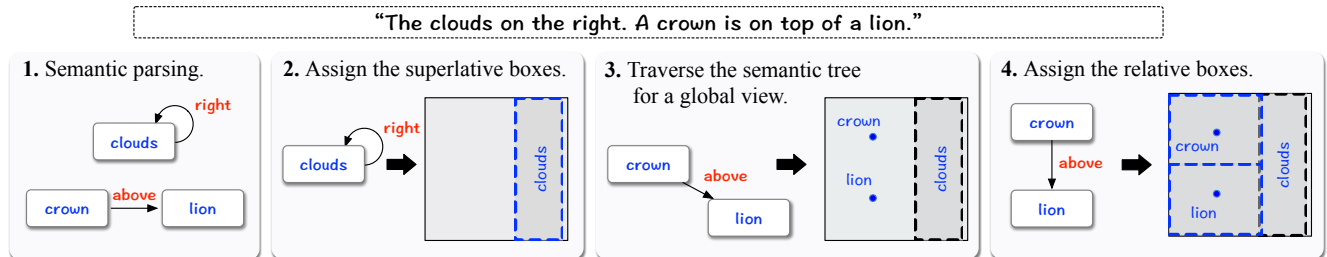 “The clouds on the right. A crown is on top of a lion.”
1. Semantic parsing.
right
clouds
above
crown
lion
2. Assign the superlative boxes.
right
clouds
clouds
3. Traverse the semantic tree
for a global view.
crown
above
lion
crown
lion
clouds
4. Assign the relative boxes.
crown
above
lion
crown
lion
clouds